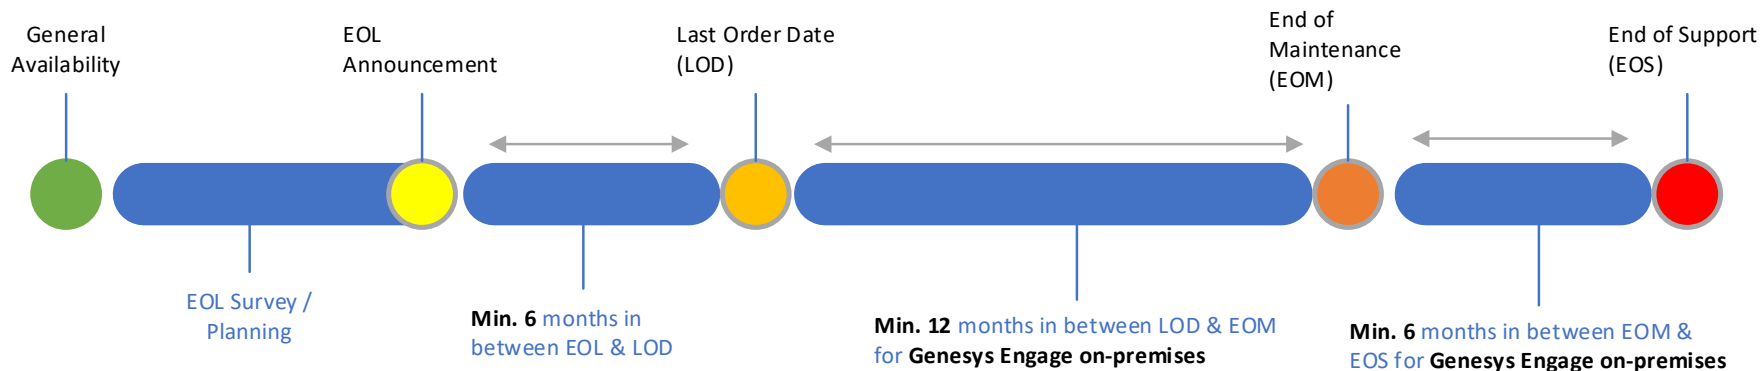 General
Availability
EOL
Announcement
Last Order Date
(LOD)
End of
Maintenance
(EOM)
End of Support
(EOS)
EOL Survey /
Planning
Min. 6 months in
between EOL & LOD
Min. 12 months in between LOD & EOM
for Genesys Engage on-premises
Min. 6 months in between EOM &
EOS for Genesys Engage on-premises